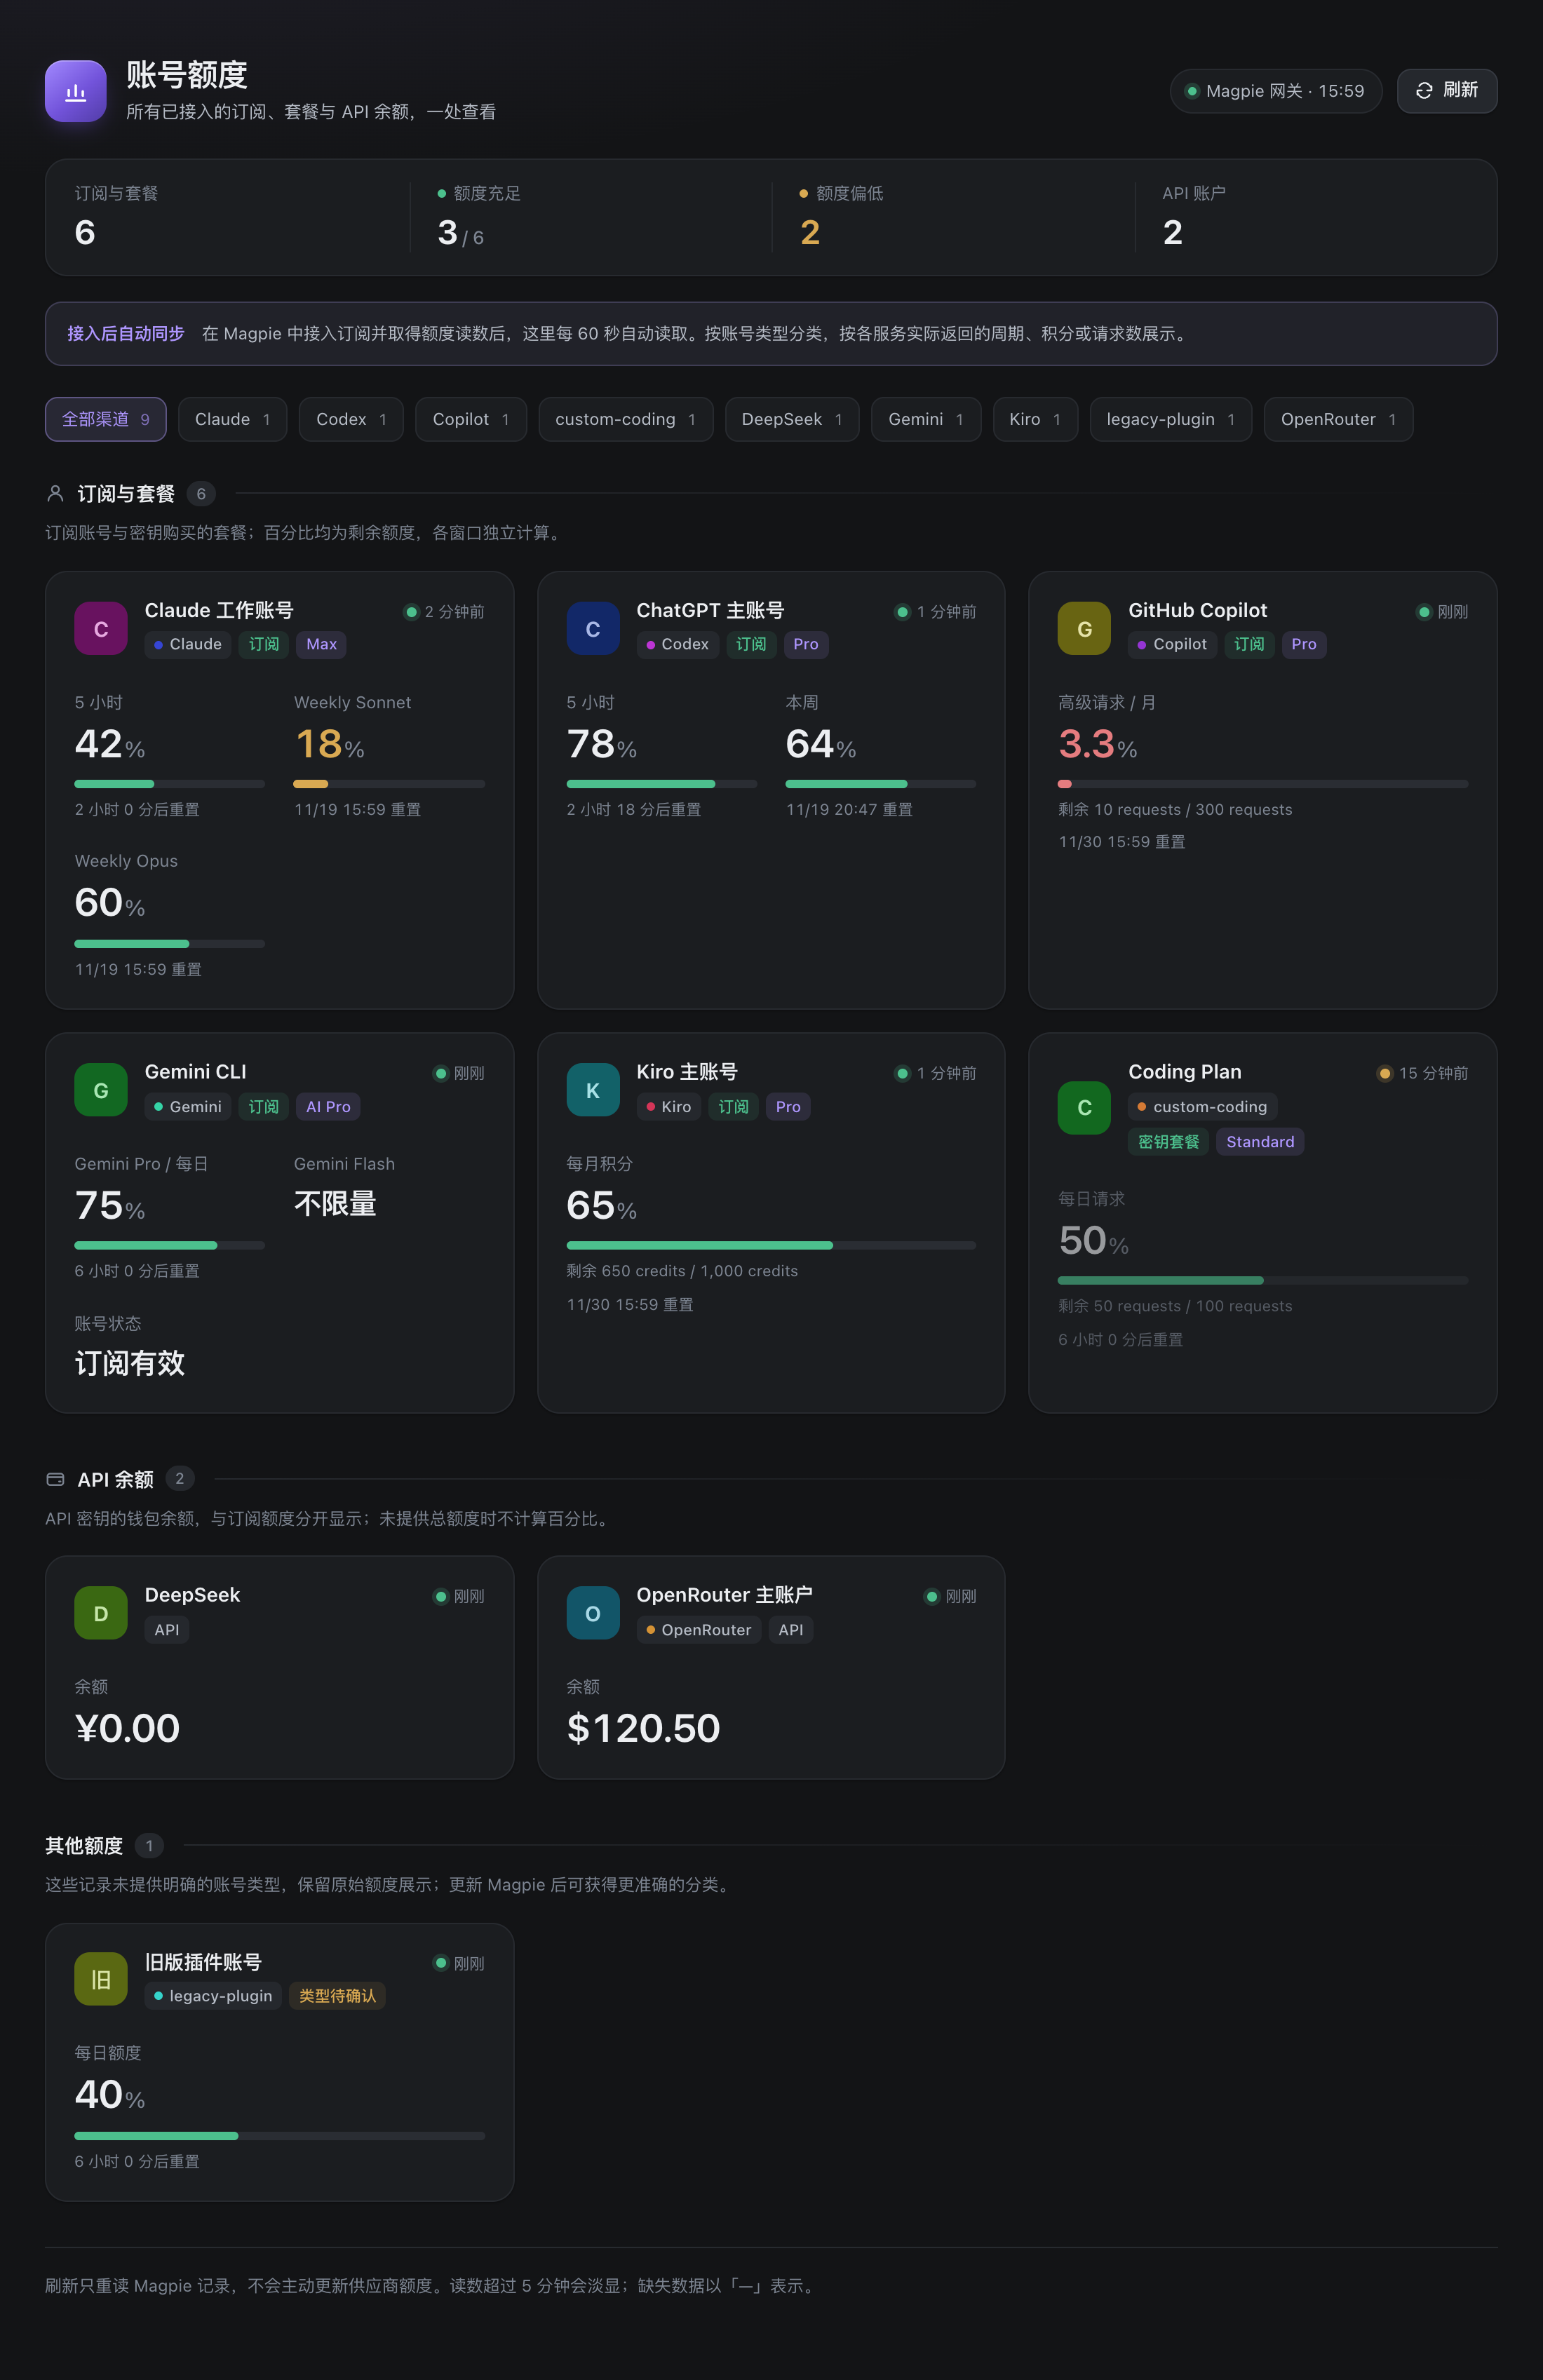 账号额度
所有已接入的订阅、套餐与 API 余额，一处查看
Magpie 网关 · 15:59
刷新
订阅与套餐
6
额度充足
3 / 6
额度偏低
2
API 账户
2
接入后自动同步 在 Magpie 中接入订阅并取得额度读数后，这里每 60 秒自动读取。按账号类型分类，按各服务实际返回的周期、积分或请求数展示。
全部渠道 9 Claude 1 Codex 1 Copilot 1 custom-coding 1 DeepSeek 1 Gemini 1 Kiro 1 legacy-plugin 1 OpenRouter 1
订阅与套餐 6
订阅账号与密钥购买的套餐；百分比均为剩余额度，各窗口独立计算。
C
Claude 工作账号
2 分钟前
Claude 订阅 Max
5 小时
42%
2 小时 0 分后重置
Weekly Sonnet
18%
11/19 15:59 重置
Weekly Opus
60%
11/19 15:59 重置
C
ChatGPT 主账号
1 分钟前
Codex 订阅 Pro
5 小时
78%
2 小时 18 分后重置
本周
64%
11/19 20:47 重置
G
GitHub Copilot
刚刚
Copilot 订阅 Pro
高级请求 / 月
3.3%
剩余 10 requests / 300 requests
11/30 15:59 重置
G
Gemini CLI
刚刚
Gemini 订阅 AI Pro
Gemini Pro / 每日
75%
6 小时 0 分后重置
Gemini Flash
不限量
账号状态
订阅有效
K
Kiro 主账号
1 分钟前
Kiro 订阅 Pro
每月积分
65%
剩余 650 credits / 1,000 credits
11/30 15:59 重置
C
Coding Plan
15 分钟前
custom-coding
密钥套餐 Standard
每日请求
50%
剩余 50 requests / 100 requests
6 小时 0 分后重置
API 余额 2
API 密钥的钱包余额，与订阅额度分开显示；未提供总额度时不计算百分比。
D
DeepSeek
刚刚
API
余额
¥0.00
O
OpenRouter 主账户
刚刚
OpenRouter API
余额
$120.50
其他额度 1
这些记录未提供明确的账号类型，保留原始额度展示；更新 Magpie 后可获得更准确的分类。
旧
旧版插件账号
刚刚
legacy-plugin 类型待确认
每日额度
40%
6 小时 0 分后重置
刷新只重读 Magpie 记录，不会主动更新供应商额度。读数超过 5 分钟会淡显；缺失数据以「—」表示。